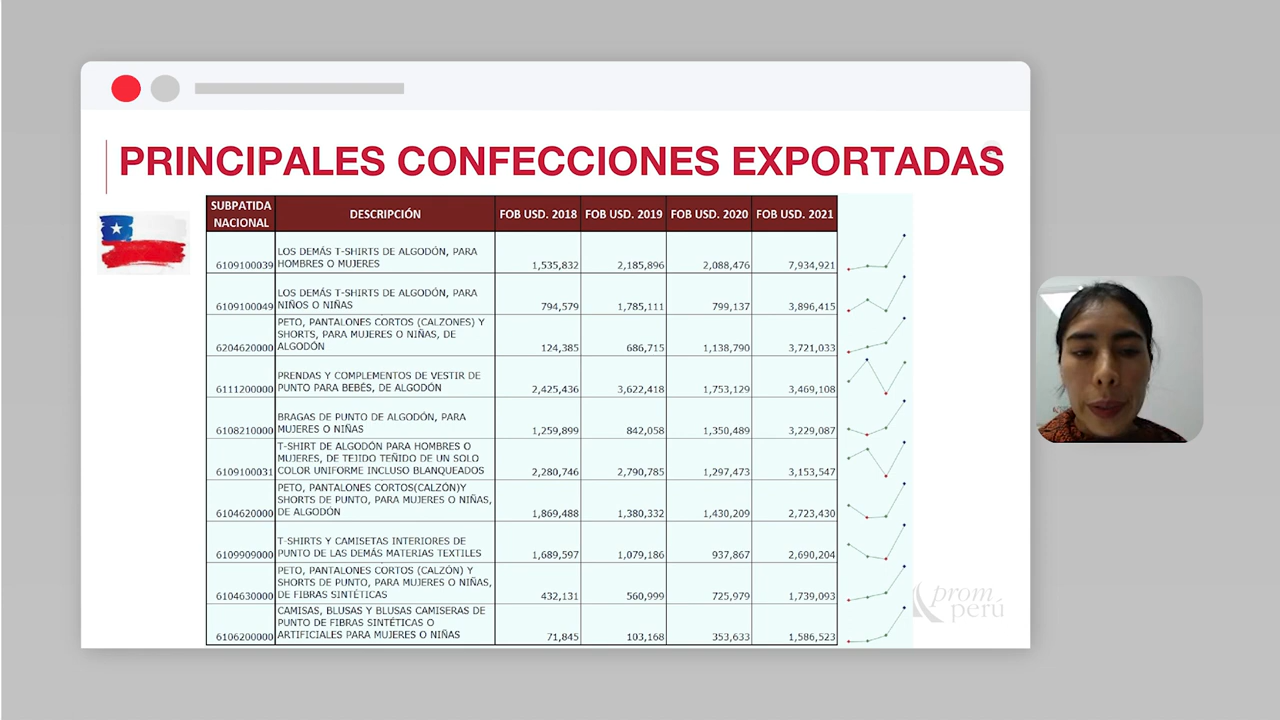 PRINCIPALES CONFECCIONES EXPORTADAS
SUBPATIDA NACIONAL DESCRIPCIÓN FOB USD. 2018 FOB USD. 2019 FOB USD. 2020 FOB USD. 2021
LOS DEMÁS T-SHIRTS DE ALGODÓN, PARA
6109100039 HOMBRES O MUJERES 1,535,832 2,185,896 2,088,476 7,934,921
LOS DEMÁS T-SHIRTS DE ALGODÓN, PARA
6109100049 NIÑOS O NIÑAS 794,579 1,785,111 799,137 3,896,415
PETO, PANTALONES CORTOS (CALZONES) Y
SHORTS, PARA MUJERES O NIÑAS, DE
6204620000 ALGODÓN 124,385 686,715 1,138,790 3,721,033
PRENDAS Y COMPLEMENTOS DE VESTIR DE
6111200000 PUNTO PARA BEBÉS, DE ALGODÓN 2,425,436 3,622,418 1,753,129 3,469,108
BRAGAS DE PUNTO DE ALGODÓN, PARA
6108210000 MUJERES O NIÑAS 1,259,899 842,058 1,350,489 3,229,087
T-SHIRT DE ALGODÓN PARA HOMBRES O
MUJERES, DE TEJIDO TEÑIDO DE UN SOLO
6109100031 COLOR UNIFORME INCLUSO BLANQUEADOS 2,280,746 2,790,785 1,297,473 3,153,547
PETO, PANTALONES CORTOS(CALZÓN)Y
SHORTS DE PUNTO, PARA MUJERES O NIÑAS,
6104620000 DE ALGODÓN 1,869,488 1,380,332 1,430,209 2,723,430
T-SHIRTS Y CAMISETAS INTERIORES DE
6109909000 PUNTO DE LAS DEMÁS MATERIAS TEXTILES 1,689,597 1,079,186 937,867 2,690,204
PETO, PANTALONES CORTOS (CALZÓN) Y
SHORTS DE PUNTO, PARA MUJERES O NIÑAS,
6104630000 DE FIBRAS SINTÉTICAS 432,131 560,999 725,979 1,739,093
CAMISAS, BLUSAS Y BLUSAS CAMISERAS DE
PUNTO DE FIBRAS SINTÉTICAS O
6106200000 ARTIFICIALES PARA MUJERES O NIÑAS 71,845 103,168 353,633 1,586,523
prom
perú